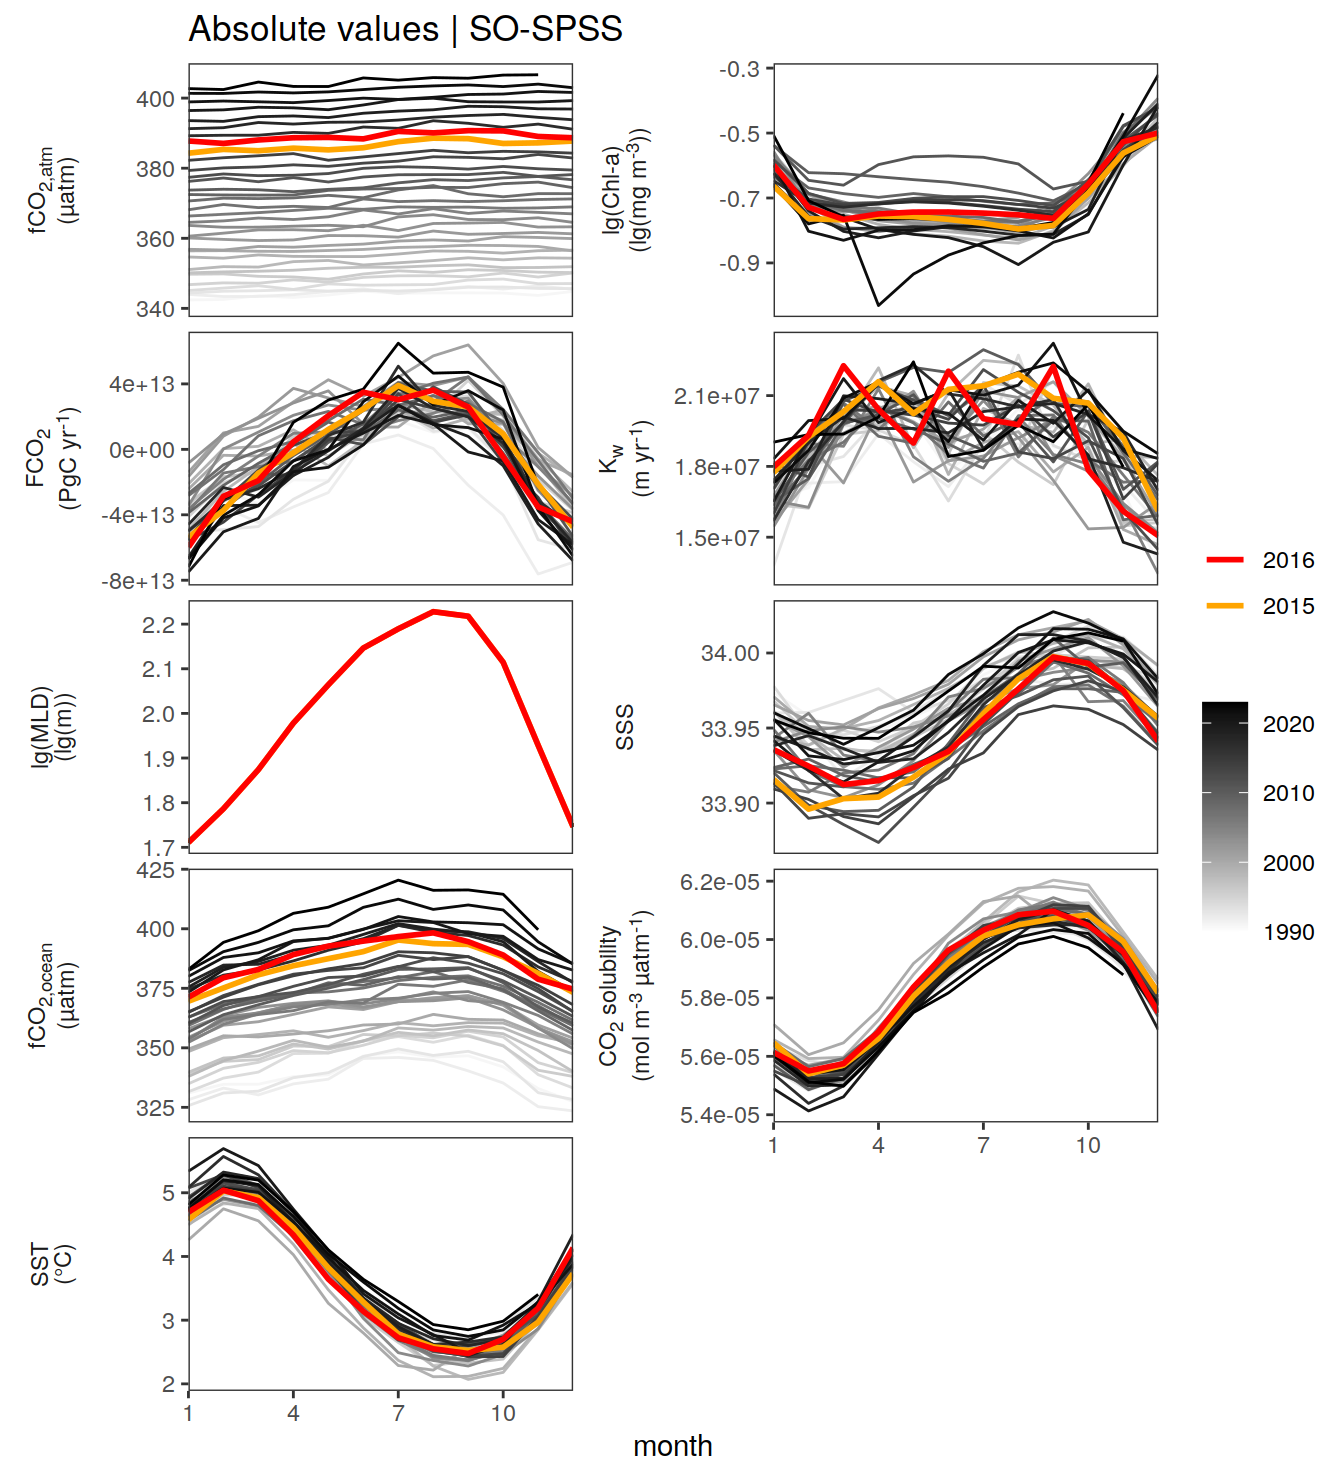 Absolute values | SO-SPSS
fCO2,atm
(µatm)
400
380
360
340
lg(Chl-a)
(lg(mg m-3))
-0.3
-0.5
-0.7
-0.9
FCO2
(PgC yr-1)
4e+13
0e+00
-4e+13
-8e+13
Kw
(m yr-1)
2.1e+07
1.8e+07
1.5e+07
lg(MLD)
(lg(m))
2.2
2.1
2.0
1.9
1.8
1.7
SSS
34.00
33.95
33.90
fCO2,ocean
(µatm)
425
400
375
350
325
CO2 solubility
(mol m-3 µatm-1)
6.2e-05
6.0e-05
5.8e-05
5.6e-05
5.4e-05
1 4 7 10
SST
(°C)
5
4
3
2
1 4 7 10
month
2016
2015
2020
2010
2000
1990